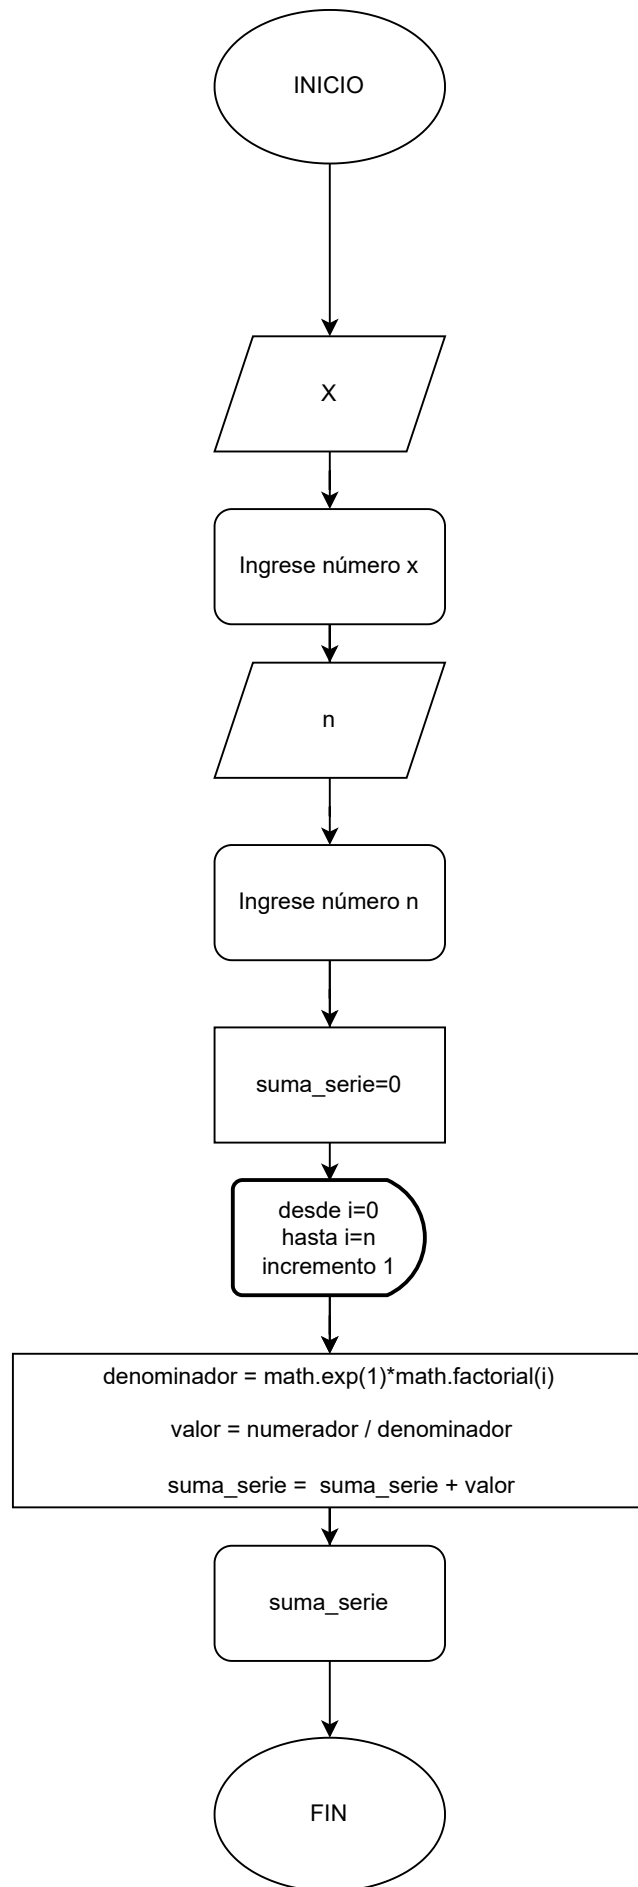 INICIO
X
Ingrese número x
n
Ingrese número n
suma_serie=0
desde i=0
hasta i=n
incremento 1
denominador = math.exp(1)*math.factorial(i)
valor = numerador / denominador
suma_serie = suma_serie + valor
suma_serie
FIN